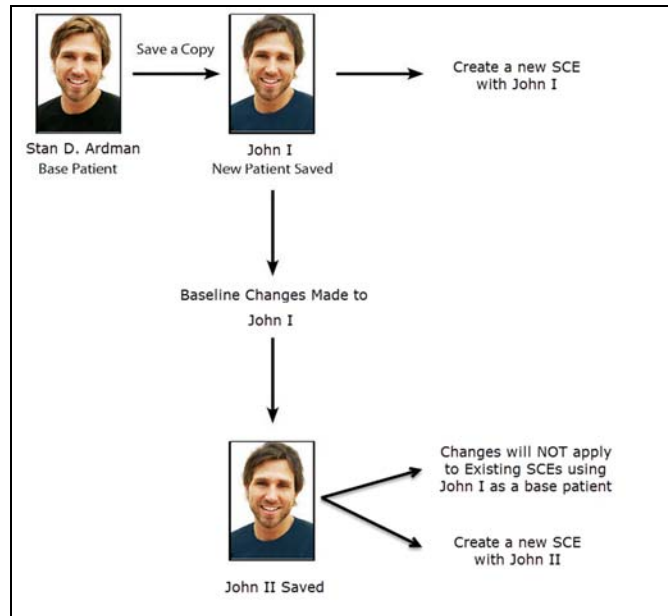 Save a Copy
Create a new SCE
with John I
Stan D. Ardman
Base Patient
John I
New Patient Saved
Baseline Changes Made to
John I
Changes will NOT apply
to Existing SCEs using
John I as a base patient
Create a new SCE
with John II
John II Saved